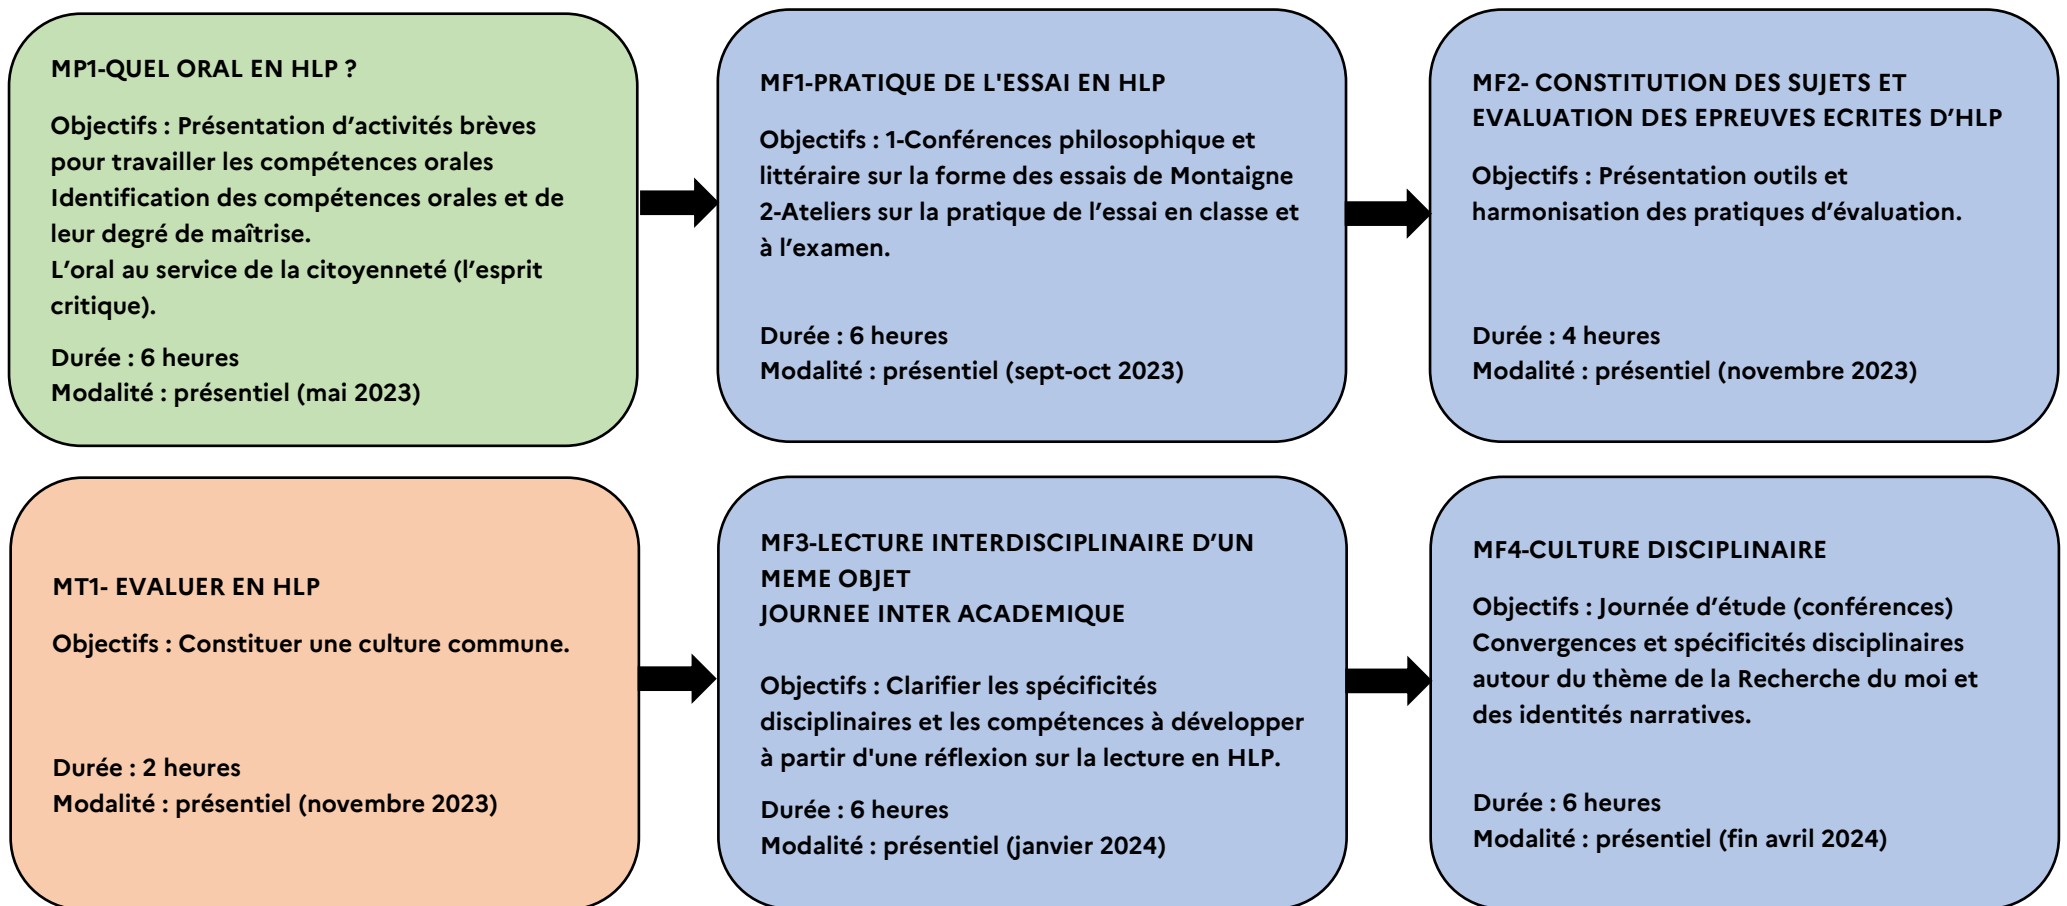 MP1-QUEL ORAL EN HLP ?
Objectifs : Présentation d’activités brèves
pour travailler les compétences orales
Identification des compétences orales et de
leur degré de maîtrise.
L’oral au service de la citoyenneté (l’esprit
critique).
Durée : 6 heures
Modalité : présentiel (mai 2023)
MF1-PRATIQUE DE L'ESSAI EN HLP
Objectifs : 1-Conférences philosophique et
littéraire sur la forme des essais de Montaigne
2-Ateliers sur la pratique de l’essai en classe et
à l’examen.
Durée : 6 heures
Modalité : présentiel (sept-oct 2023)
MF2- CONSTITUTION DES SUJETS ET
EVALUATION DES EPREUVES ECRITES D’HLP
Objectifs : Présentation outils et
harmonisation des pratiques d’évaluation.
Durée : 4 heures
Modalité : présentiel (novembre 2023)
MT1- EVALUER EN HLP
Objectifs : Constituer une culture commune.
Durée : 2 heures
Modalité : présentiel (novembre 2023)
MF3-LECTURE INTERDISCIPLINAIRE D’UN
MEME OBJET
JOURNEE INTER ACADEMIQUE
Objectifs : Clarifier les spécificités
disciplinaires et les compétences à développer
à partir d'une réflexion sur la lecture en HLP.
Durée : 6 heures
Modalité : présentiel (janvier 2024)
MF4-CULTURE DISCIPLINAIRE
Objectifs : Journée d’étude (conférences)
Convergences et spécificités disciplinaires
autour du thème de la Recherche du moi et
des identités narratives.
Durée : 6 heures
Modalité : présentiel (fin avril 2024)